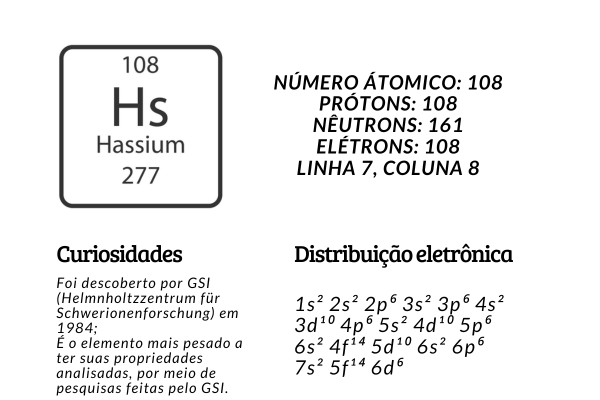 108
Hs
Hassium
277
NÚMERO ÁTOMICO: 108
PRÓTONS: 108
NÊUTRONS: 161
ELÉTRONS: 108
LINHA 7, COLUNA 8
Curiosidades
Foi descoberto por GSI
(Helmnholtzzentrum für
Schwerionenforschung) em
1984;
É o elemento mais pesado a
ter suas propriedades
analisadas, por meio de
pesquisas feitas pelo GSI.
Distribuição eletrônica
1s² 2s² 2p⁶ 3s² 3p⁶ 4s²
3d¹⁰ 4p⁶ 5s² 4d¹⁰ 5p⁶
6s² 4f¹⁴ 5d¹⁰ 6s² 6p⁶
7s² 5f¹⁴ 6d⁶